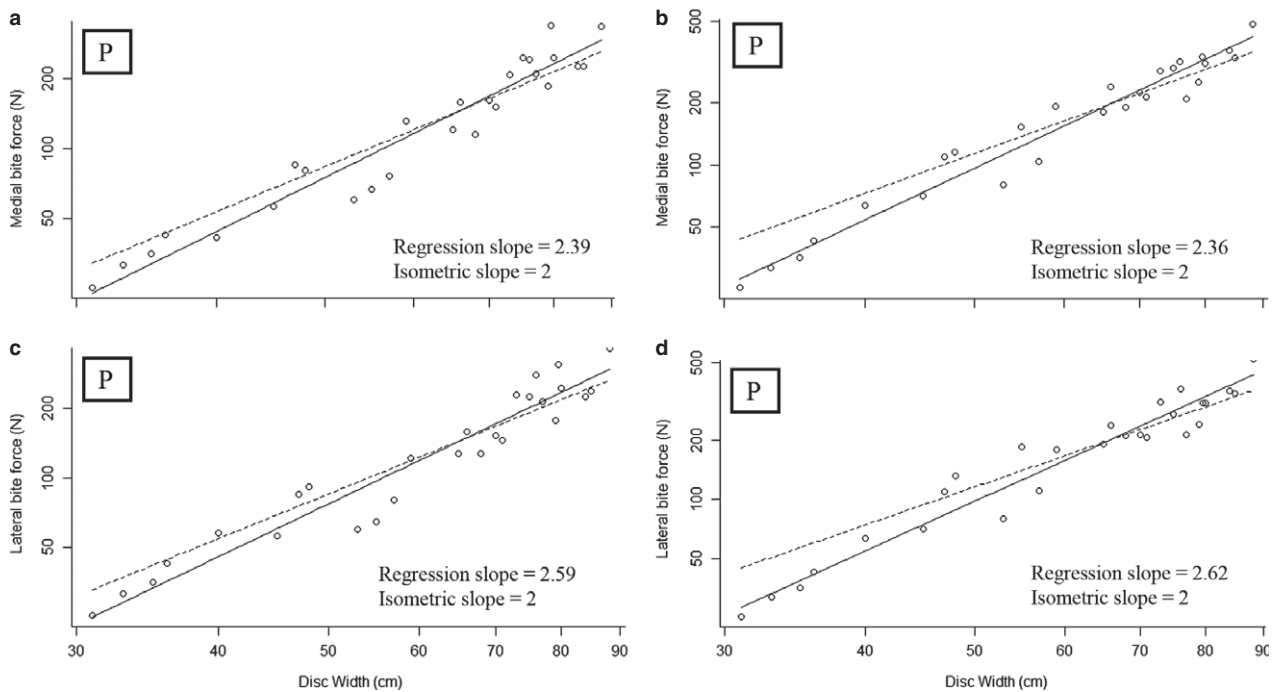 a
P
Medial bite force (N)
200
100
50
Regression slope = 2.39
Isometric slope = 2
b
P
Medial bite force (N)
500
200
100
50
Regression slope = 2.36
Isometric slope = 2
c
P
Lateral bite force (N)
200
100
50
Regression slope = 2.59
Isometric slope = 2
30 40 50 60 70 80 90
Disc Width (cm)
d
P
Lateral bite force (N)
500
200
100
50
Regression slope = 2.62
Isometric slope = 2
30 40 50 60 70 80 90
Disc Width (cm)